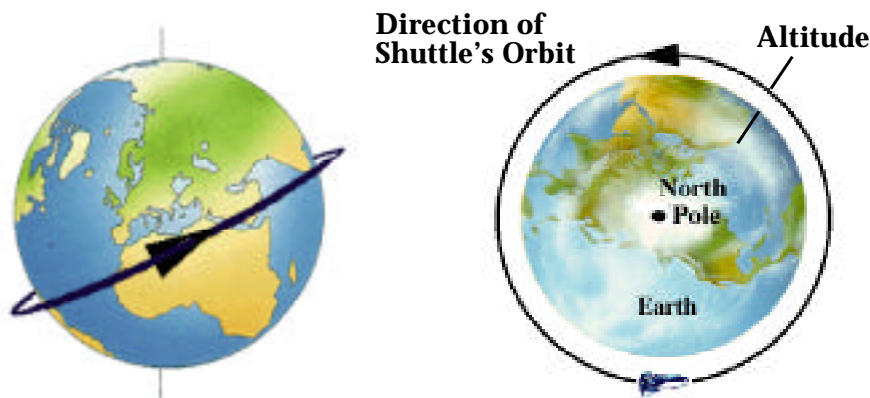 Direction of
Shuttle's Orbit
Altitude
North
Pole
Earth